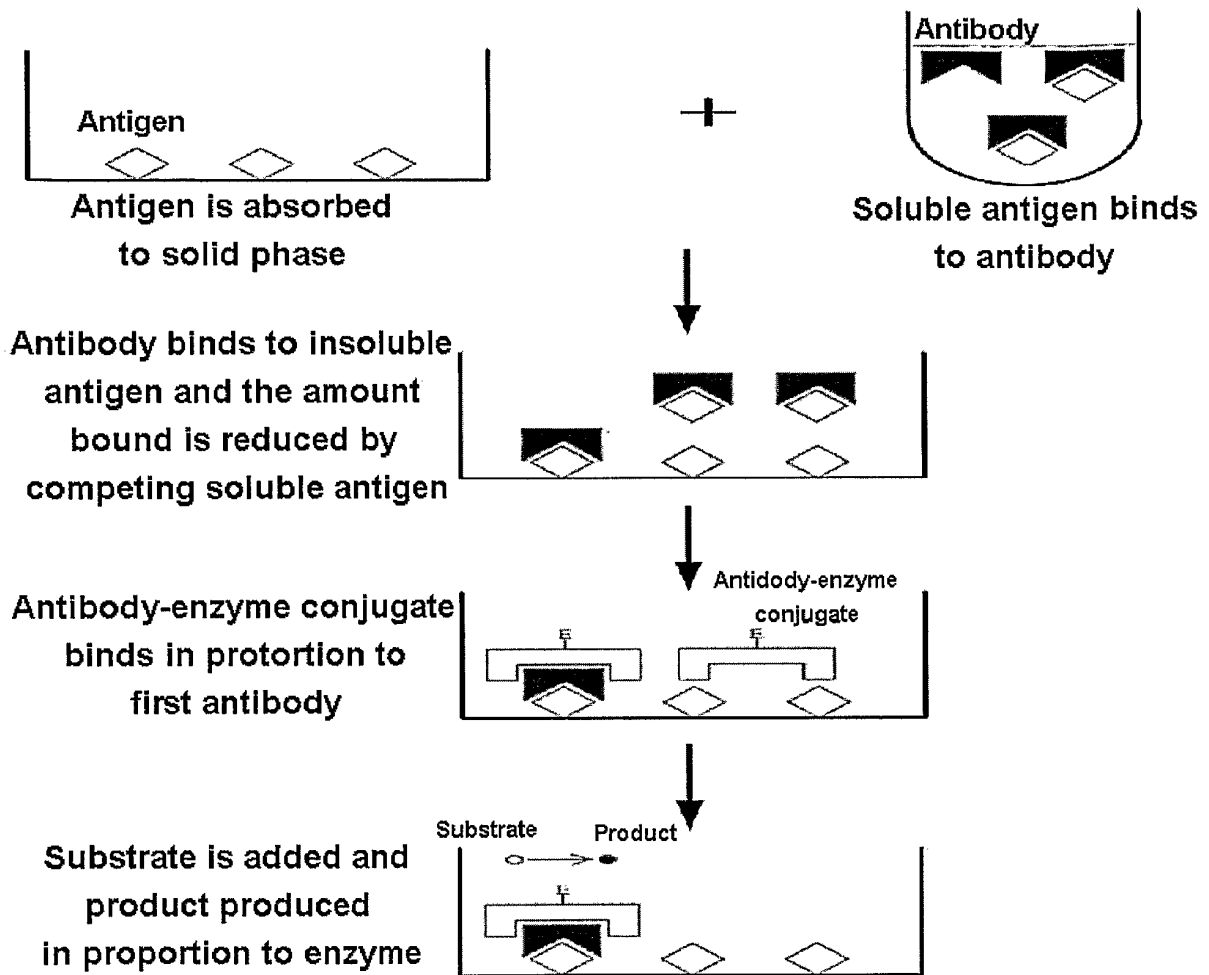 Antibody
Antigen
Antigen is absorbed
to solid phase
Soluble antigen binds
to antibody
Antibody binds to insoluble
antigen and the amount
bound is reduced by
competing soluble antigen
Antidody-enzyme
conjugate
Antibody-enzyme conjugate
binds in protortion to
first antibody
E
E
Substrate
Product
Substrate is added and
product produced
in proportion to enzyme
E